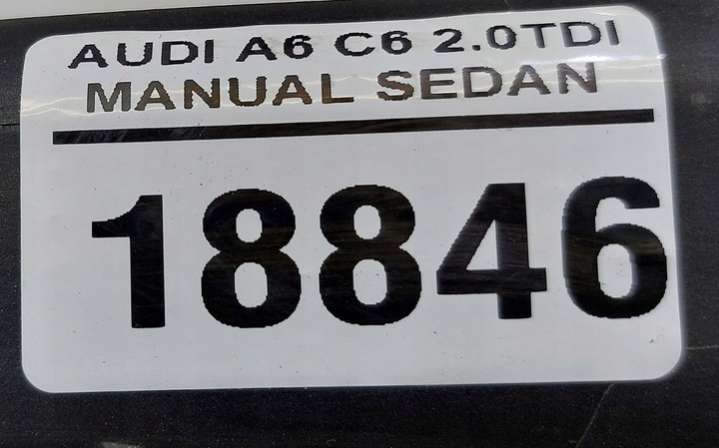 AUDI A6 C6 2.0TDI
MANUAL SEDAN
18846